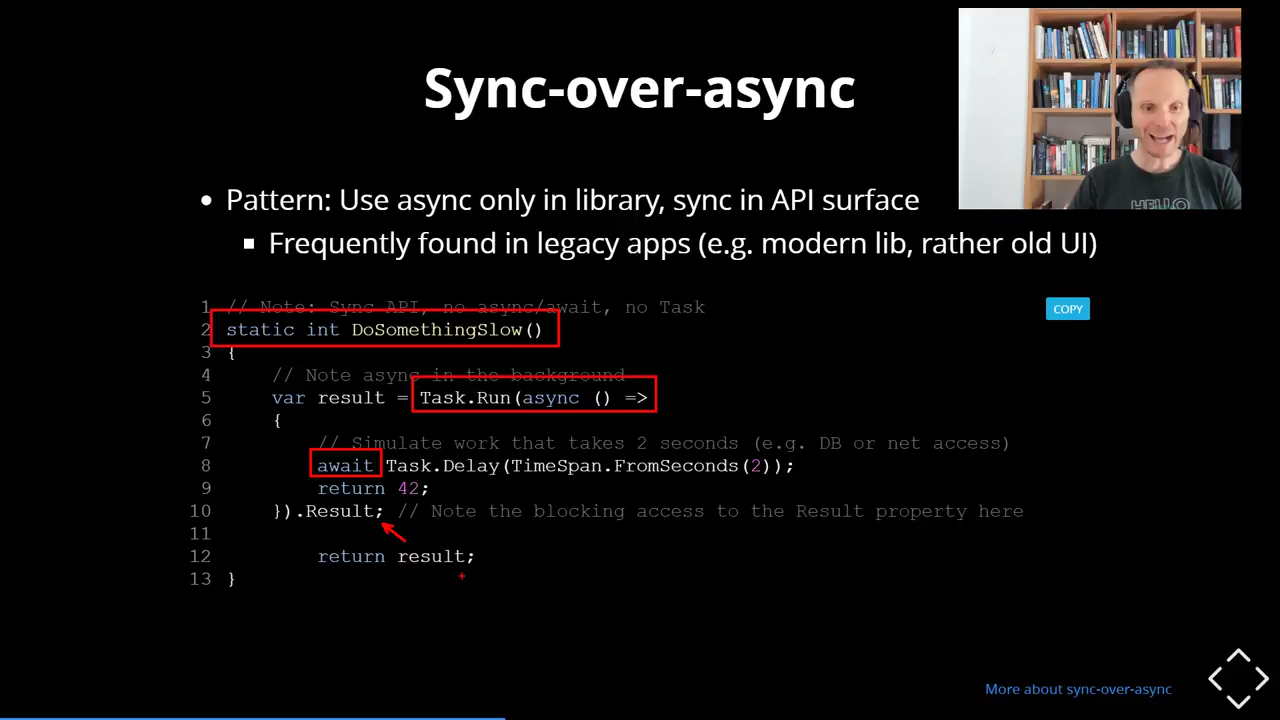 Sync-over-async
• Pattern: Use async only in library, sync in API surface
▪ Frequently found in legacy apps (e.g. modern lib, rather old UI)
1 // Note: Sync API, no async/await, no Task
COPY
2 static int DoSomethingSlow()
3 {
4 // Note async in the background
5 var result = Task.Run(async () =>
6 {
7 // Simulate work that takes 2 seconds (e.g. DB or net access)
8 await Task.Delay(TimeSpan.FromSeconds(2));
9 return 42;
10 }).Result; // Note the blocking access to the Result property here
11
12 return result;
13 }
HELLO
More about sync-over-async